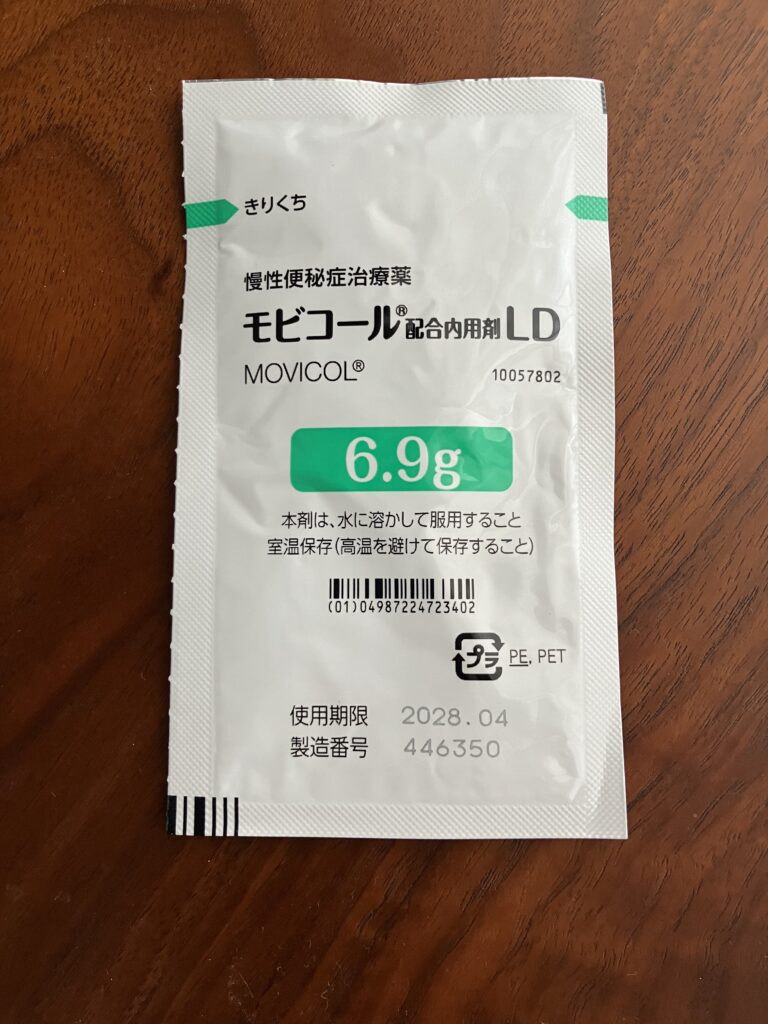 きりくち
慢性便秘症治療薬
モビコール®配合内用剤LD
MOVICOL®
10057802
6.9g
本剤は、水に溶かして服用すること
室温保存(高温を避けて保存すること)
(01)04987224723402
プラ PE, PET
使用期限 2028.04
製造番号 446350